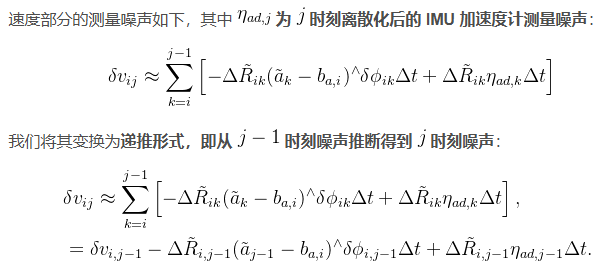 速度部分的测量噪声如下，其中 $\eta_{ad,j}$ 为 $j$ 时刻离散化后的 IMU 加速度计测量噪声：
$\delta v_{ij} \approx \sum_{k=i}^{j-1} \left[ -\Delta \tilde{R}_{ik} (\tilde{a}_k - b_{a,i})^{\wedge} \delta \phi_{ik} \Delta t + \Delta \tilde{R}_{ik} \eta_{ad,k} \Delta t \right]$
我们将其变换为递推形式，即从 $j-1$ 时刻噪声推断得到 $j$ 时刻噪声：
$\delta v_{ij} \approx \sum_{k=i}^{j-1} \left[ -\Delta \tilde{R}_{ik} (\tilde{a}_k - b_{a,i})^{\wedge} \delta \phi_{ik} \Delta t + \Delta \tilde{R}_{ik} \eta_{ad,k} \Delta t \right],$
$= \delta v_{i,j-1} - \Delta \tilde{R}_{i,j-1} (\tilde{a}_{j-1} - b_{a,i})^{\wedge} \delta \phi_{i,j-1} \Delta t + \Delta \tilde{R}_{i,j-1} \eta_{ad,j-1} \Delta t.$